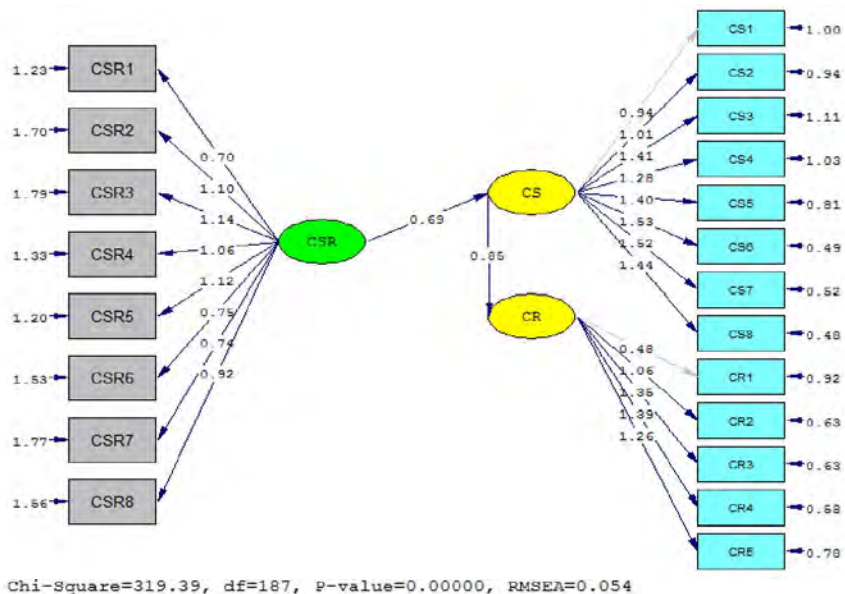 1.23 CSR1
1.70 CSR2
1.79 CSR3
1.33 CSR4
1.20 CSR5
1.53 CSR6
1.77 CSR7
1.56 CSR8
0.70
1.10
1.14
1.06
1.12
0.75
0.74
0.92
CSR
0.69
CS
0.85
CR
0.94
1.01
1.41
1.28
1.40
1.53
1.52
1.44
0.48
1.06
1.35
1.39
1.26
CS1 1.00
CS2 0.94
CS3 1.11
CS4 1.03
CS5 0.81
CS6 0.49
CS7 0.52
CS8 0.48
CR1 0.92
CR2 0.63
CR3 0.63
CR4 0.58
CR5 0.78
Chi-Square=319.39, df=187, P-value=0.00000, RMSEA=0.054